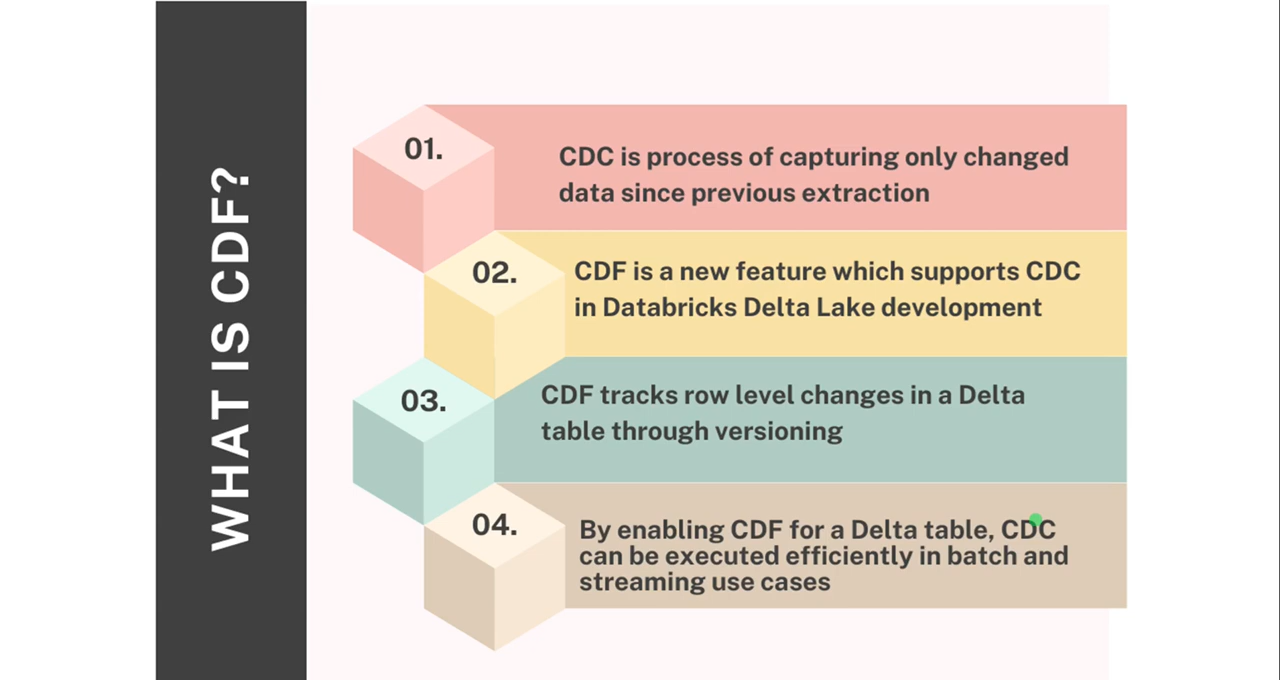 WHAT IS CDF?
01.
CDC is process of capturing only changed
data since previous extraction
02.
CDF is a new feature which supports CDC
in Databricks Delta Lake development
03.
CDF tracks row level changes in a Delta
table through versioning
04.
By enabling CDF for a Delta table, CDC
can be executed efficiently in batch and
streaming use cases